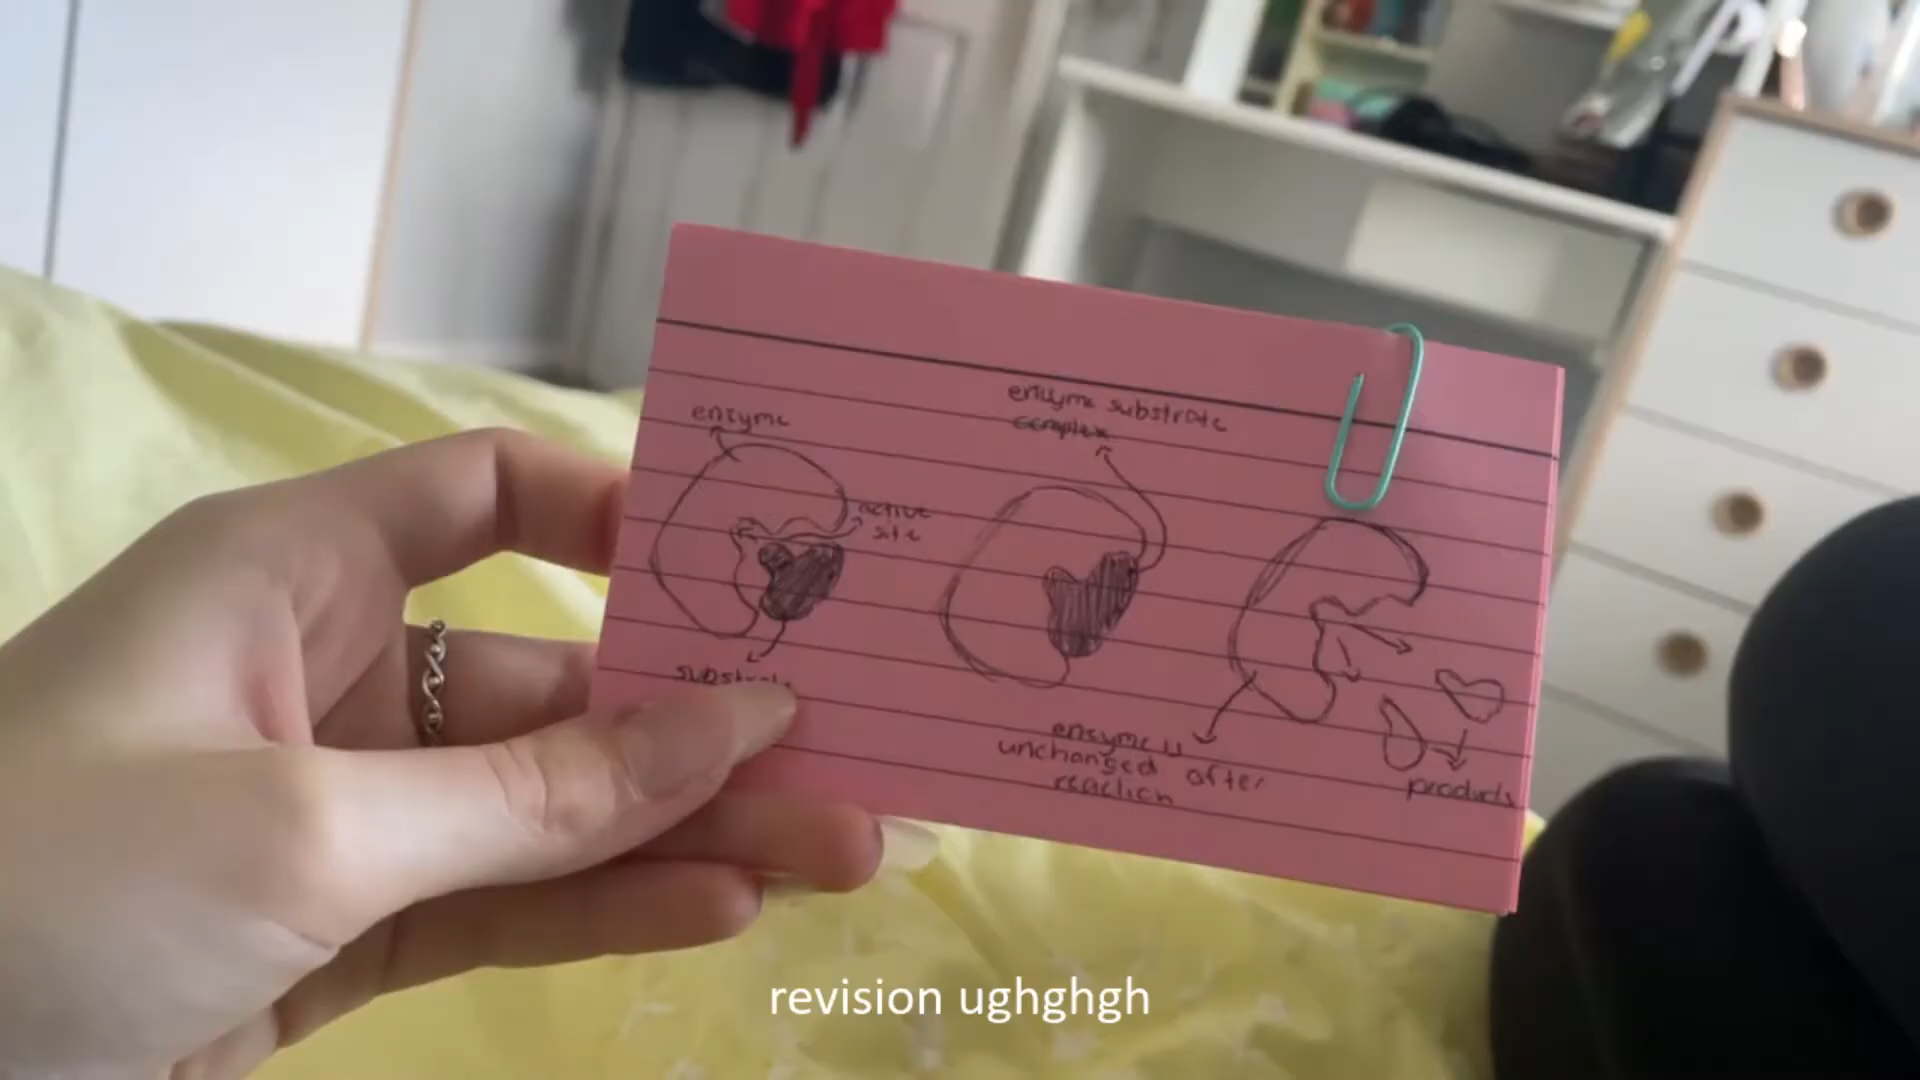 enzyme
enzyme substrate
complex
active
site
substrate
enzyme is
unchanged after
reaction
products
revision ughghgh